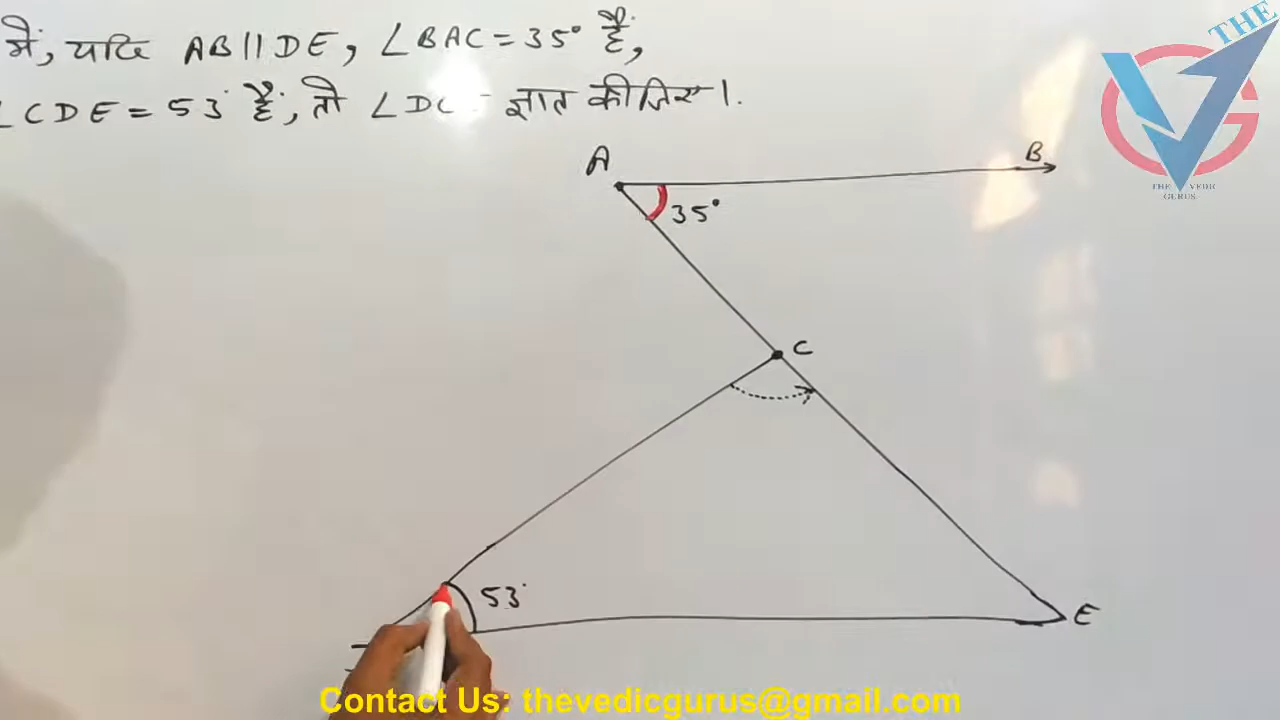 में, यदि AB || DE, ∠BAC = 35° है,
∠CDE = 53° है, तो ∠DC ज्ञात कीजिए।
A
B
35°
C
53°
E
THE
THE VEDIC
GURUS
Contact Us: thevedicgurus@gmail.com